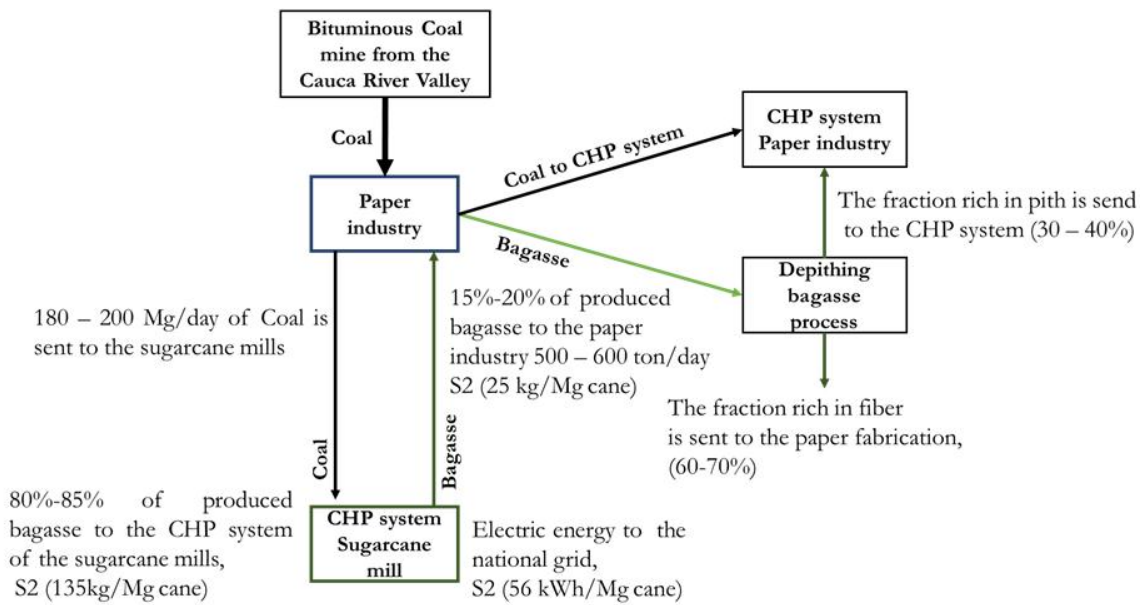 Bituminous Coal
mine from the
Cauca River Valley
Coal
CHP system
Paper industry
Coal to CHP system
Paper
industry
The fraction rich in pith is send
to the CHP system (30 – 40%)
Bagasse
Depithing
bagasse
process
180 – 200 Mg/day of Coal is
sent to the sugarcane mills
15%-20% of produced
bagasse to the paper
industry 500 – 600 ton/day
S2 (25 kg/Mg cane)
The fraction rich in fiber
is sent to the paper fabrication,
(60-70%)
Coal
Bagasse
80%-85% of produced
bagasse to the CHP system
of the sugarcane mills,
S2 (135kg/Mg cane)
CHP system
Sugarcane
mill
Electric energy to the
national grid,
S2 (56 kWh/Mg cane)